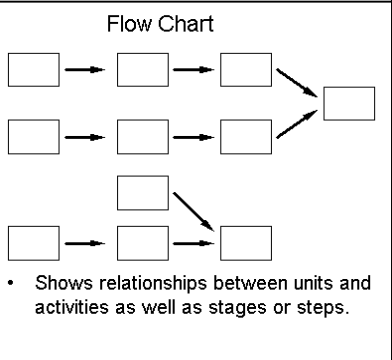 Flow Chart
• Shows relationships between units and
activities as well as stages or steps.